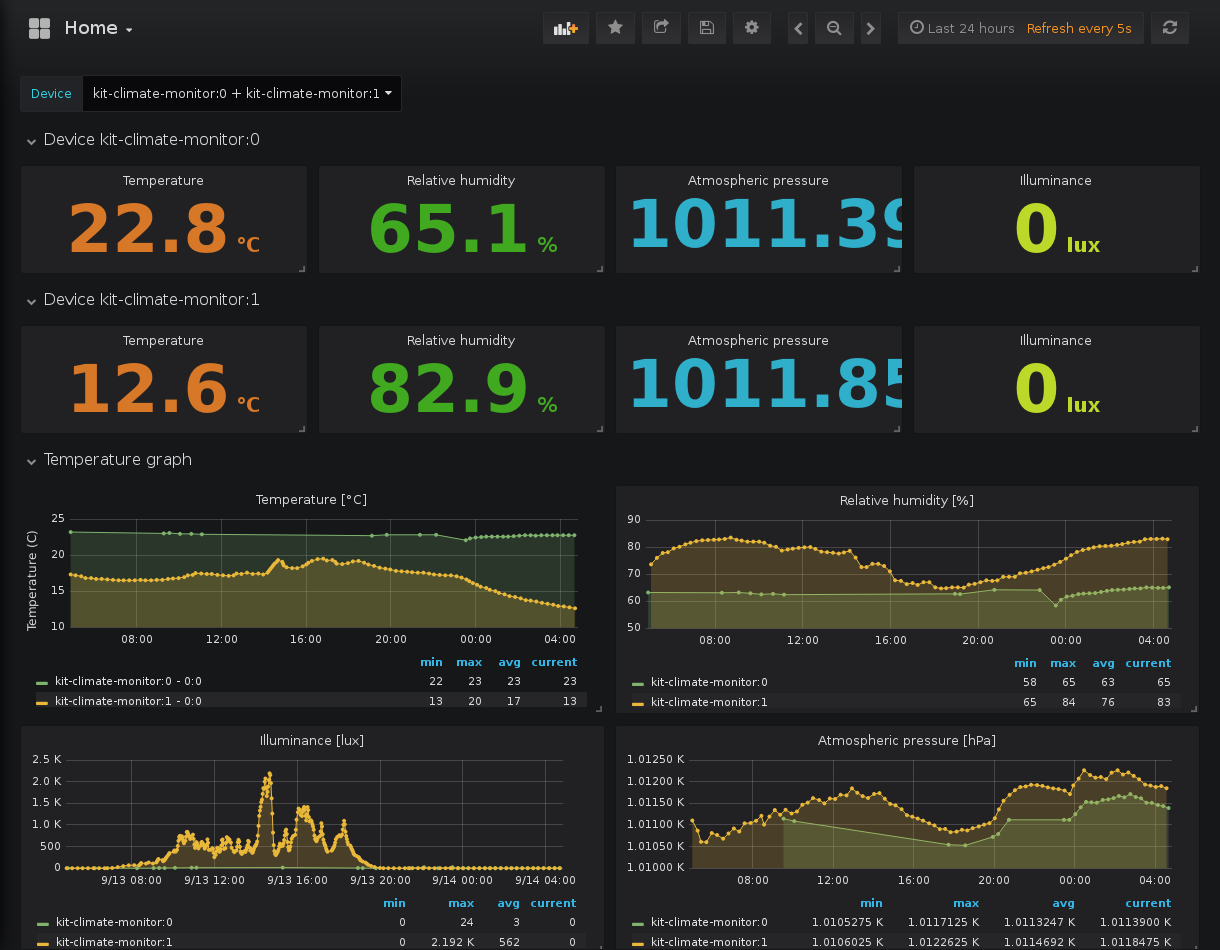 Home
Last 24 hours Refresh every 5s
Device kit-climate-monitor:0 + kit-climate-monitor:1
Device kit-climate-monitor:0
Temperature Relative humidity Atmospheric pressure Illuminance
22.8 °C 65.1 % 1011.39 0 lux
Device kit-climate-monitor:1
Temperature Relative humidity Atmospheric pressure Illuminance
12.6 °C 82.9 % 1011.85 0 lux
Temperature graph
Temperature [°C]
Temperature (C)
25
20
15
10
08:00 12:00 16:00 20:00 00:00 04:00
min max avg current
kit-climate-monitor:0 - 0:0 22 23 23 23
kit-climate-monitor:1 - 0:0 13 20 17 13
Relative humidity [%]
90
80
70
60
50
08:00 12:00 16:00 20:00 00:00 04:00
min max avg current
kit-climate-monitor:0 58 65 63 65
kit-climate-monitor:1 65 84 76 83
Illuminance [lux]
2.5 K
2.0 K
1.5 K
1.0 K
500
0
9/13 08:00 9/13 12:00 9/13 16:00 9/13 20:00 9/14 00:00 9/14 04:00
min max avg current
kit-climate-monitor:0 0 24 3 0
kit-climate-monitor:1 0 2.192 K 562 0
Atmospheric pressure [hPa]
1.01250 K
1.01200 K
1.01150 K
1.01100 K
1.01050 K
1.01000 K
08:00 12:00 16:00 20:00 00:00 04:00
min max avg current
kit-climate-monitor:0 1.0105275 K 1.0117125 K 1.0113247 K 1.0113900 K
kit-climate-monitor:1 1.0106025 K 1.0122625 K 1.0114692 K 1.0118475 K